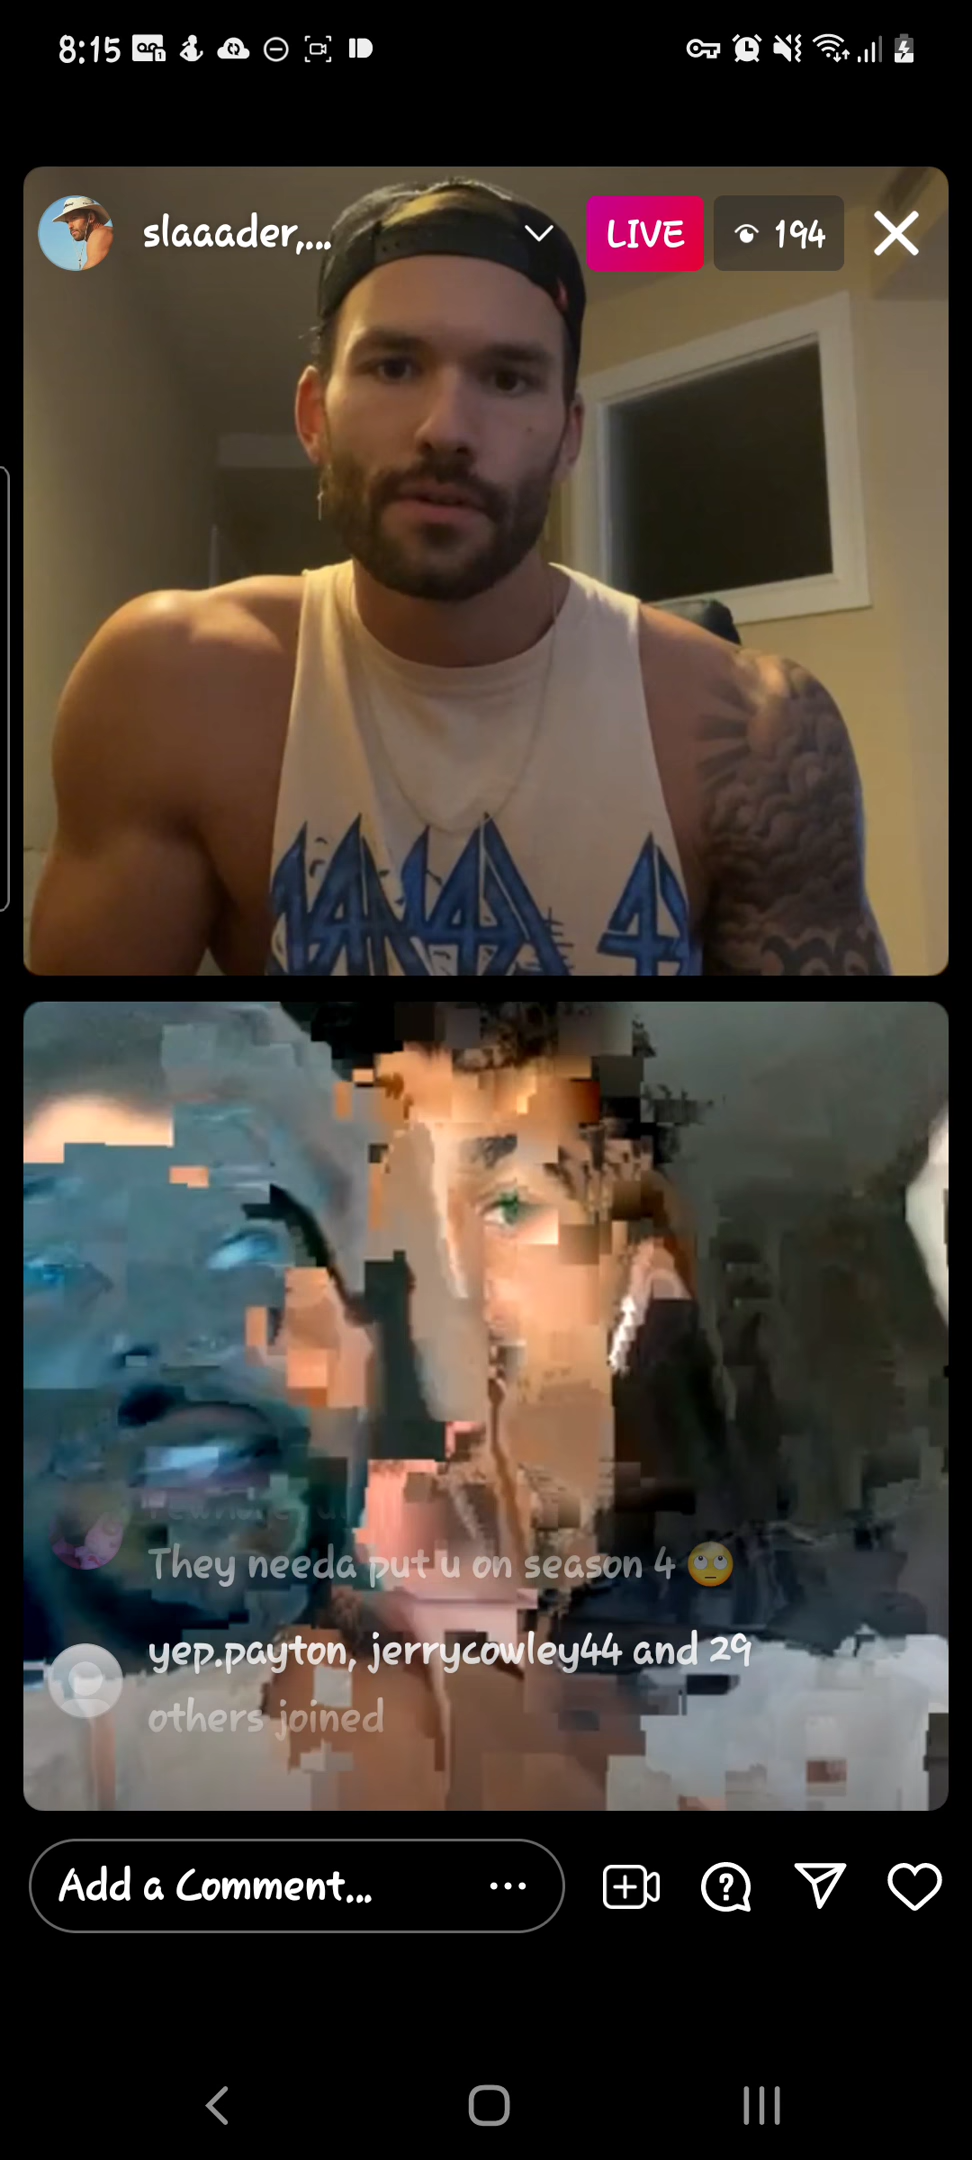 8:15
slaaader,...
LIVE
194
They needa put u on season 4 🙄
yep.payton, jerrycowley44 and 29
others joined
Add a Comment...